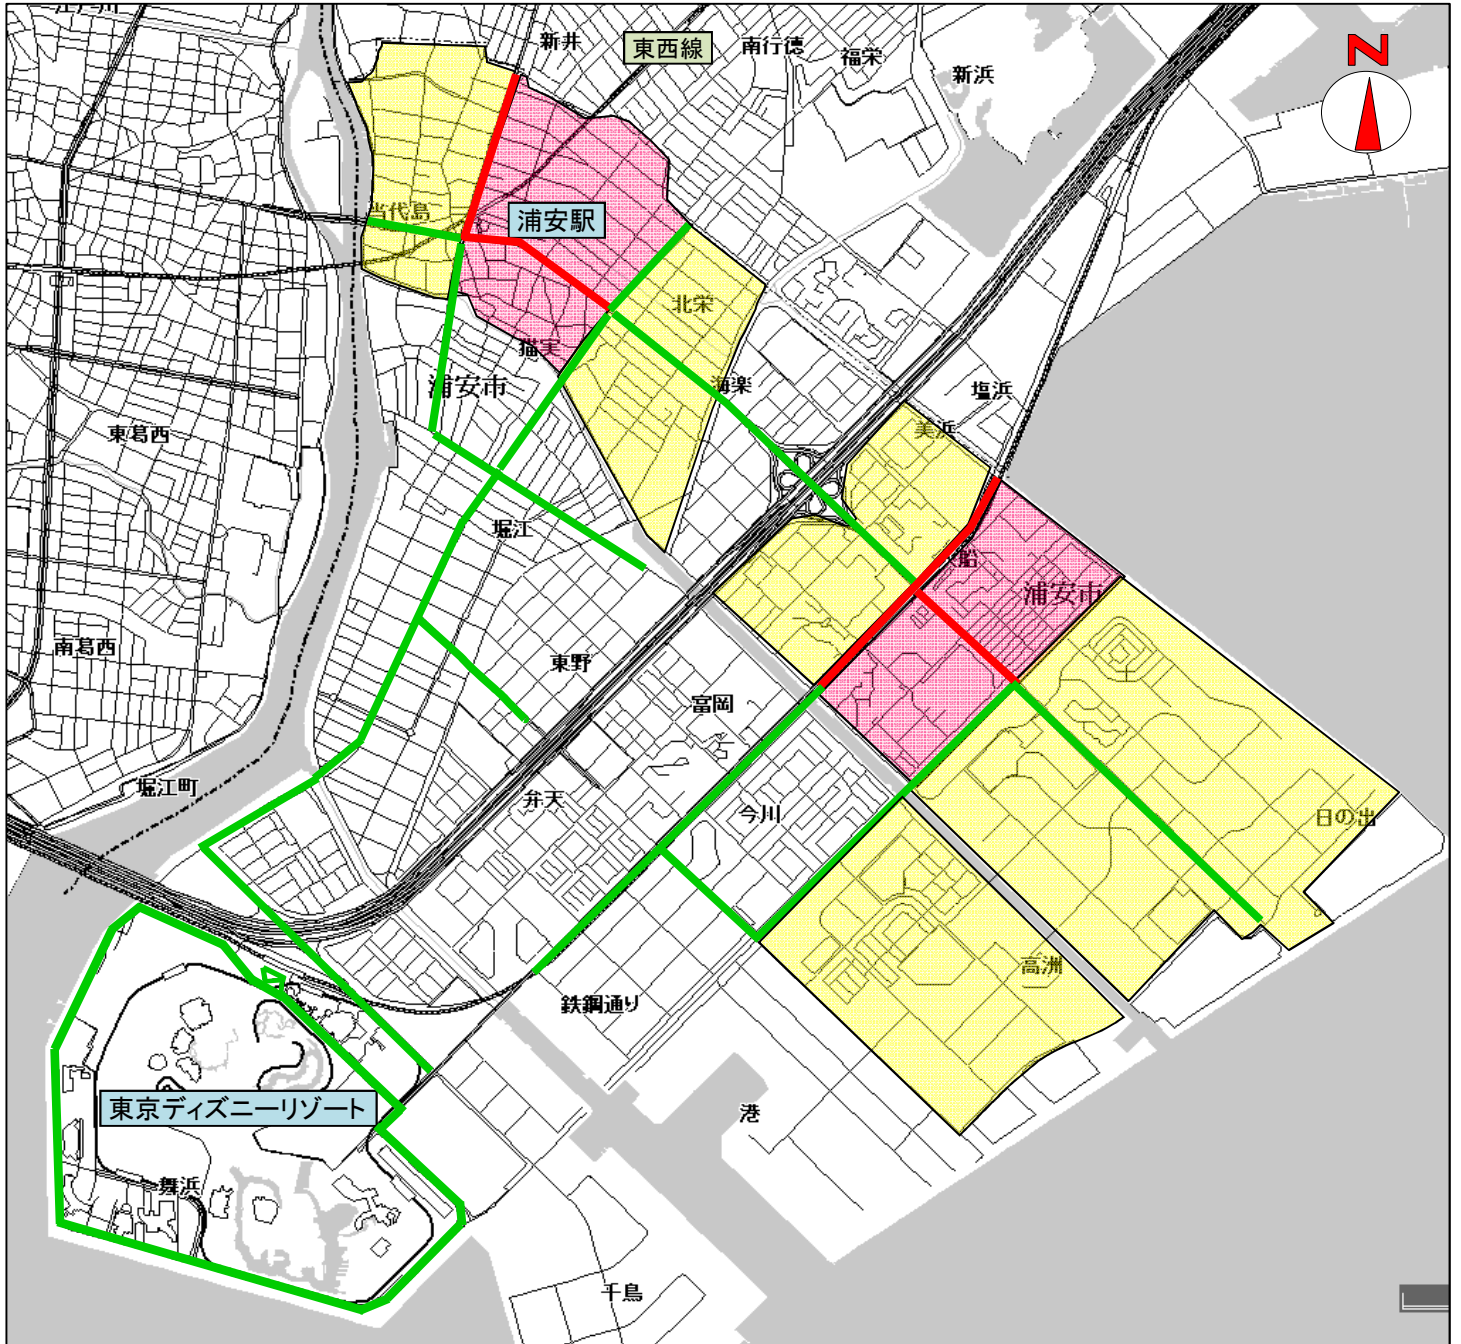 新井
東西線
南行徳
福栄
新浜
N
当代島
浦安駅
北栄
猫実
浦安市
海楽
塩浜
美浜
東葛西
堀江
入船
浦安市
南葛西
東野
富岡
堀江町
弁天
今川
日の出
高洲
鉄鋼通り
東京ディズニーリゾート
港
舞浜
千鳥